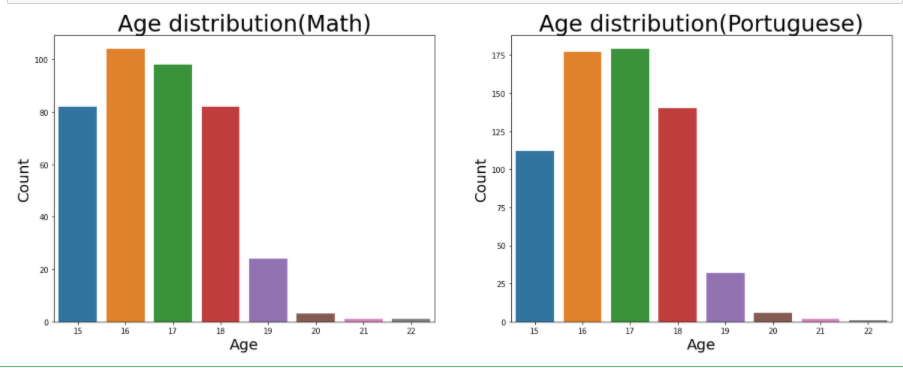 Age distribution(Math)
100
80
60
40
20
0
Count
15 16 17 18 19 20 21 22
Age
Age distribution(Portuguese)
175
150
125
100
75
50
25
0
Count
15 16 17 18 19 20 21 22
Age